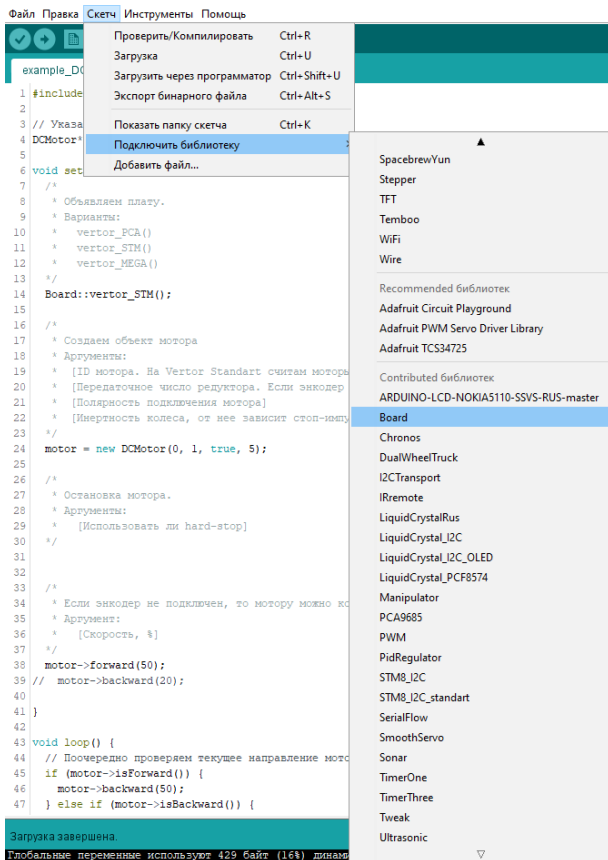 Файл Правка Скетч Инструменты Помощь
Проверить/Компилировать Ctrl+R
Загрузка Ctrl+U
Загрузить через программатор Ctrl+Shift+U
Экспорт бинарного файла Ctrl+Alt+S
Показать папку скетча Ctrl+K
Подключить библиотеку
Добавить файл...
SpacebrewYun
Stepper
TFT
Temboo
WiFi
Wire
Recommended библиотек
Adafruit Circuit Playground
Adafruit PWM Servo Driver Library
Adafruit TCS34725
Contributed библиотек
ARDUINO-LCD-NOKIA5110-SSVS-RUS-master
Board
Chronos
DualWheelTruck
I2CTransport
IRremote
LiquidCrystalRus
LiquidCrystal_I2C
LiquidCrystal_I2C_OLED
LiquidCrystal_PCF8574
Manipulator
PCA9685
PWM
PidRegulator
STM8_I2C
STM8_I2C_standart
SerialFlow
SmoothServo
Sonar
TimerOne
TimerThree
Tweak
Ultrasonic
example_DC
1 #include
2
3 // Указа
4 DCMotor*
5
6 void set
7 /*
8 * Объявляем плату.
9 * Варианты:
10 * vertor_PCA()
11 * vertor_STM()
12 * vertor_MEGA()
13 */
14 Board::vertor_STM();
15
16 /*
17 * Создаем объект мотора
18 * Аргументы:
19 * [ID мотора. На Vertor Standart считам моторы
20 * [Передаточное число редуктора. Если энкодер
21 * [Полярность подключения мотора]
22 * [Инертность колеса, от нее зависит стоп-импу
23 */
24 motor = new DCMotor(0, 1, true, 5);
25
26 /*
27 * Остановка мотора.
28 * Аргументы:
29 * [Использовать ли hard-stop]
30 */
31
32
33 /*
34 * Если энкодер не подключен, то мотору можно ко
35 * Аргумент:
36 * [Скорость, %]
37 */
38 motor->forward(50);
39 // motor->backward(20);
40
41 }
42
43 void loop() {
44 // Поочередно проверяем текущее направление мото
45 if (motor->isForward()) {
46 motor->backward(50);
47 } else if (motor->isBackward()) {
Загрузка завершена.
Глобальные переменные используют 429 байт (16%) динами